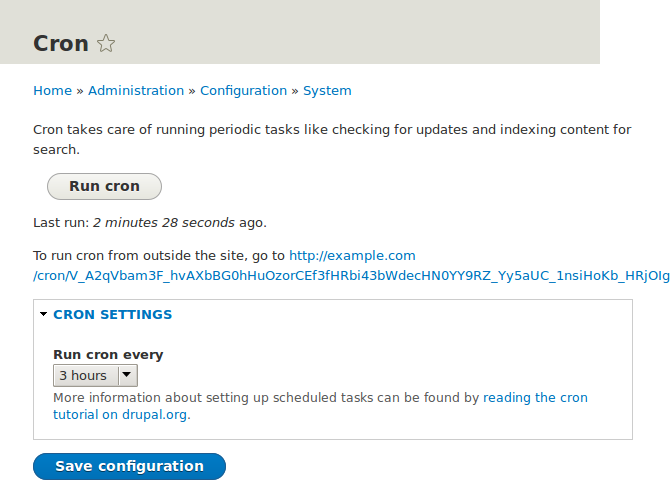 Cron
Home » Administration » Configuration » System
Cron takes care of running periodic tasks like checking for updates and indexing content for
search.
Run cron
Last run: 2 minutes 28 seconds ago.
To run cron from outside the site, go to http://example.com
/cron/V_A2qVbam3F_hvAXbBG0hHuOzorCEf3fHRbi43bWdecHN0YY9RZ_Yy5aUC_1nsiHoKb_HRjOIg
CRON SETTINGS
Run cron every
3 hours
More information about setting up scheduled tasks can be found by reading the cron
tutorial on drupal.org.
Save configuration